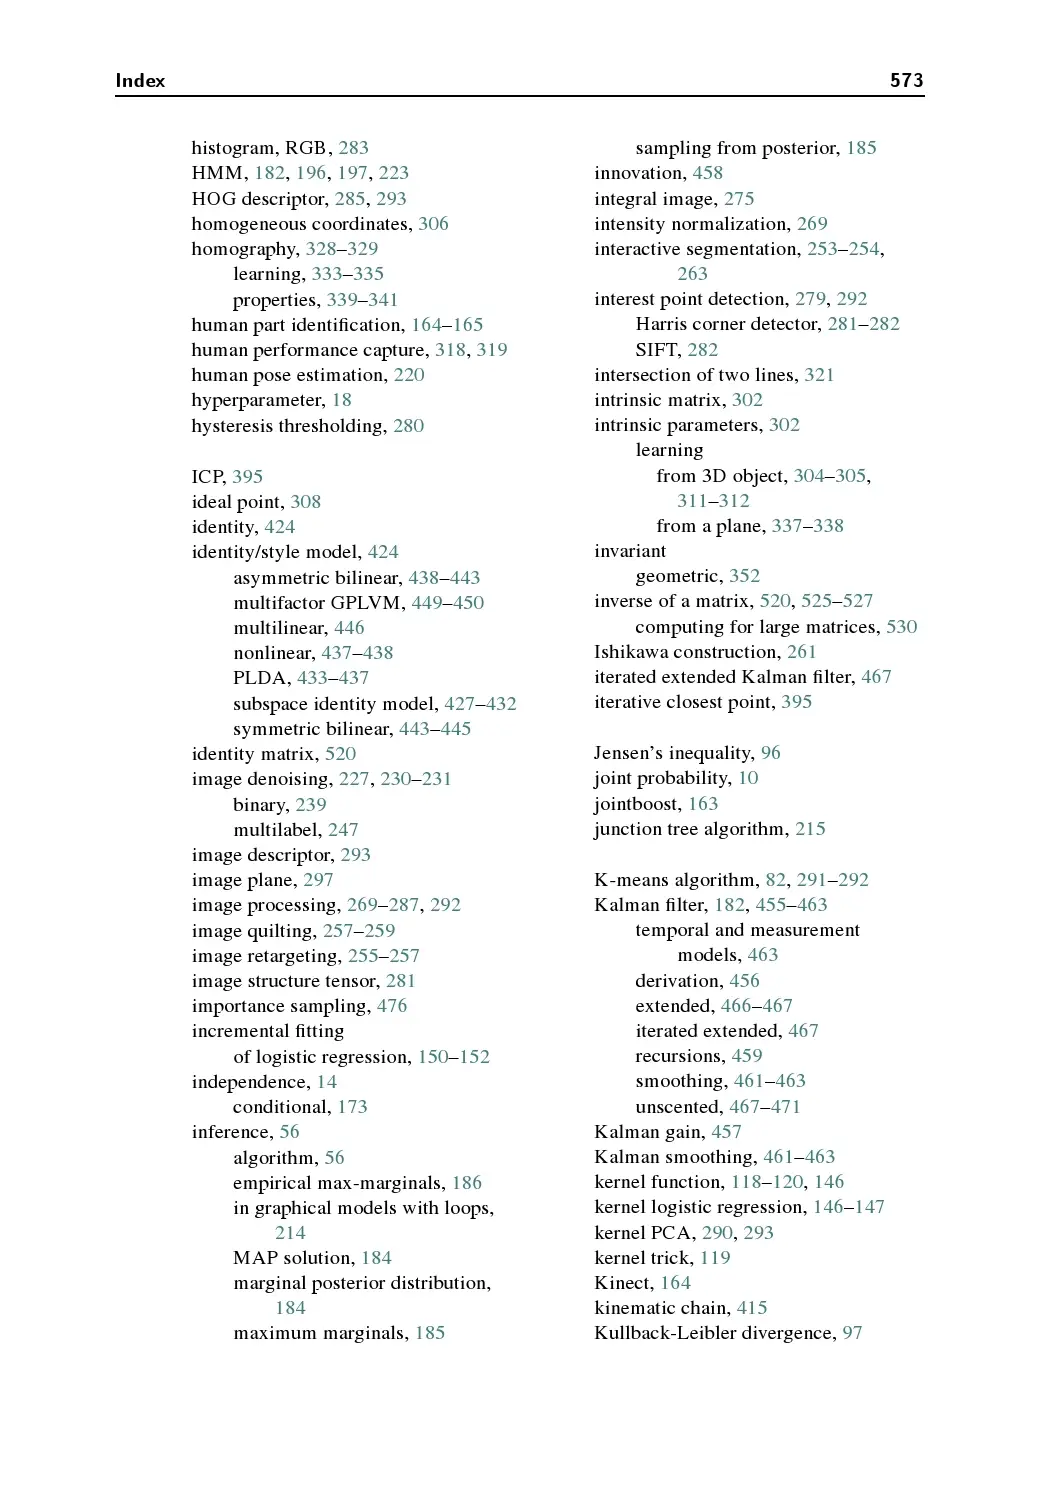 Index 573
histogram, RGB, 283
HMM, 182, 196, 197, 223
HOG descriptor, 285, 293
homogeneous coordinates, 306
homography, 328–329
learning, 333–335
properties, 339–341
human part identification, 164–165
human performance capture, 318, 319
human pose estimation, 220
hyperparameter, 18
hysteresis thresholding, 280
ICP, 395
ideal point, 308
identity, 424
identity/style model, 424
asymmetric bilinear, 438–443
multifactor GPLVM, 449–450
multilinear, 446
nonlinear, 437–438
PLDA, 433–437
subspace identity model, 427–432
symmetric bilinear, 443–445
identity matrix, 520
image denoising, 227, 230–231
binary, 239
multilabel, 247
image descriptor, 293
image plane, 297
image processing, 269–287, 292
image quilting, 257–259
image retargeting, 255–257
image structure tensor, 281
importance sampling, 476
incremental fitting
of logistic regression, 150–152
independence, 14
conditional, 173
inference, 56
algorithm, 56
empirical max-marginals, 186
in graphical models with loops,
214
MAP solution, 184
marginal posterior distribution,
184
maximum marginals, 185
sampling from posterior, 185
innovation, 458
integral image, 275
intensity normalization, 269
interactive segmentation, 253–254,
263
interest point detection, 279, 292
Harris corner detector, 281–282
SIFT, 282
intersection of two lines, 321
intrinsic matrix, 302
intrinsic parameters, 302
learning
from 3D object, 304–305,
311–312
from a plane, 337–338
invariant
geometric, 352
inverse of a matrix, 520, 525–527
computing for large matrices, 530
Ishikawa construction, 261
iterated extended Kalman filter, 467
iterative closest point, 395
Jensen's inequality, 96
joint probability, 10
jointboost, 163
junction tree algorithm, 215
K-means algorithm, 82, 291–292
Kalman filter, 182, 455–463
temporal and measurement
models, 463
derivation, 456
extended, 466–467
iterated extended, 467
recursions, 459
smoothing, 461–463
unscented, 467–471
Kalman gain, 457
Kalman smoothing, 461–463
kernel function, 118–120, 146
kernel logistic regression, 146–147
kernel PCA, 290, 293
kernel trick, 119
Kinect, 164
kinematic chain, 415
Kullback-Leibler divergence, 97